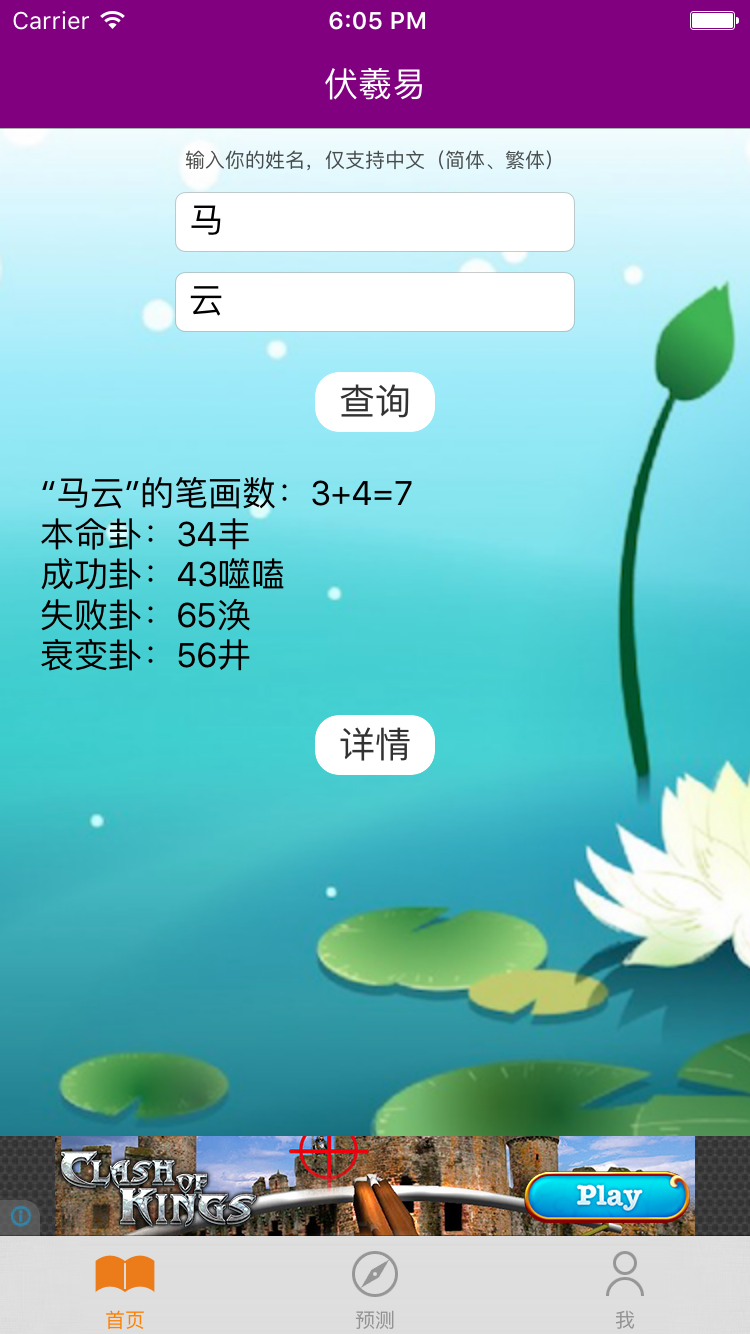 Carrier 6:05 PM
伏羲易
输入你的姓名，仅支持中文（简体、繁体）
马
云
查询
“马云”的笔画数：3+4=7
本命卦：34丰
成功卦：43噬嗑
失败卦：65涣
衰变卦：56井
详情
CLASH OF
KINGS
Play
首页 预测 我